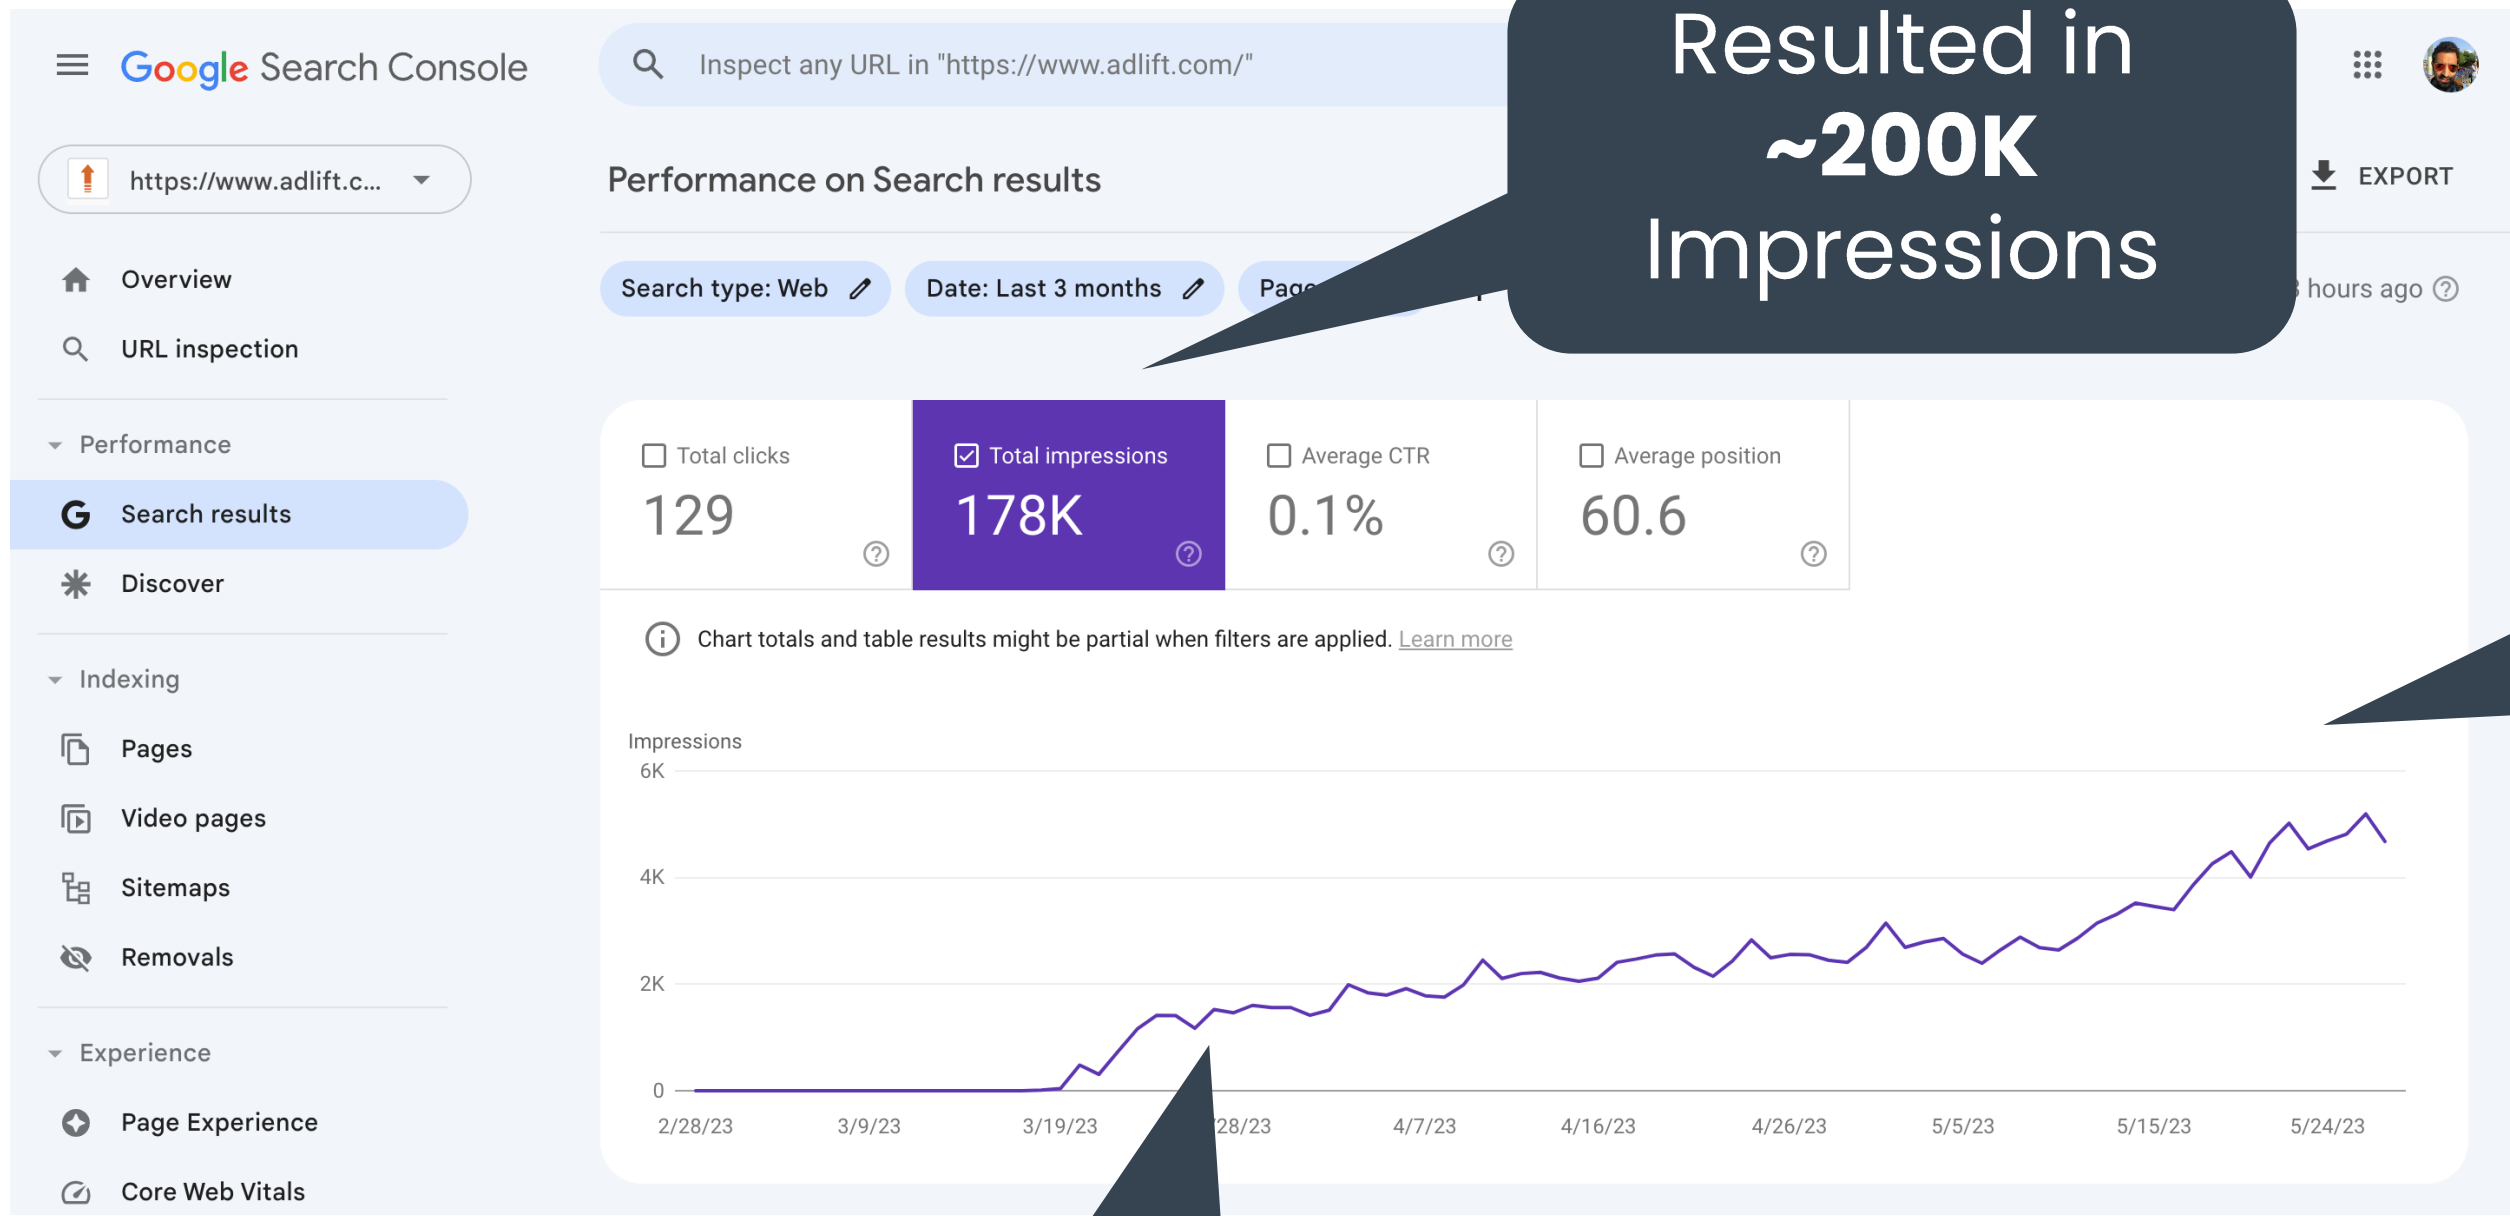 Google Search Console
Inspect any URL in "https://www.adlift.com/"
Resulted in
~200K
Impressions
https://www.adlift.c...
Performance on Search results
EXPORT
Overview
Search type: Web
Date: Last 3 months
hours ago
URL inspection
Performance
Search results
Discover
Total clicks
129
Total impressions
178K
Average CTR
0.1%
Average position
60.6
Chart totals and table results might be partial when filters are applied. Learn more
Indexing
Pages
Video pages
Sitemaps
Removals
Experience
Page Experience
Core Web Vitals
Impressions
6K
4K
2K
0
2/28/23 3/9/23 3/19/23 /28/23 4/7/23 4/16/23 4/26/23 5/5/23 5/15/23 5/24/23